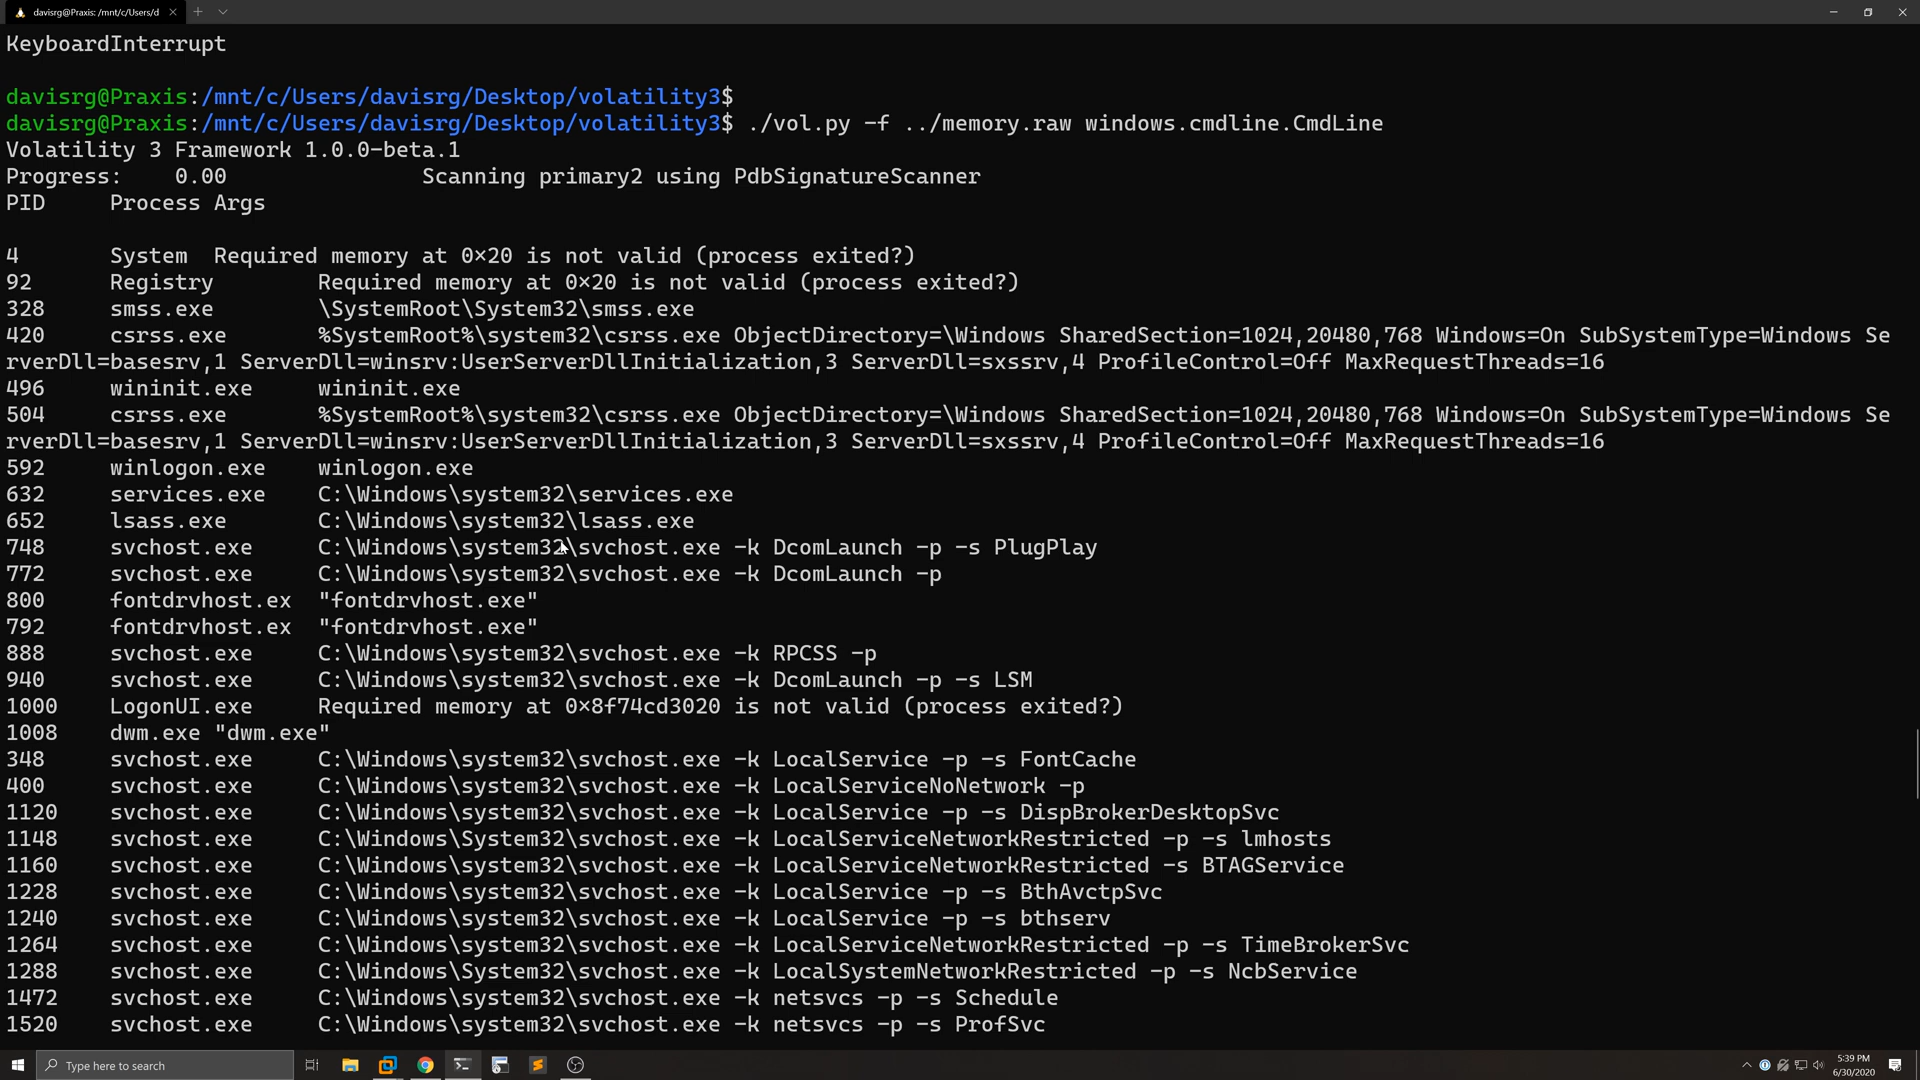 davisrg@Praxis: /mnt/c/Users/d
KeyboardInterrupt
davisrg@Praxis:/mnt/c/Users/davisrg/Desktop/volatility3$
davisrg@Praxis:/mnt/c/Users/davisrg/Desktop/volatility3$ ./vol.py -f ../memory.raw windows.cmdline.CmdLine
Volatility 3 Framework 1.0.0-beta.1
Progress:    0.00               Scanning primary2 using PdbSignatureScanner
PID     Process Args
4       System  Required memory at 0x20 is not valid (process exited?)
92      Registry        Required memory at 0x20 is not valid (process exited?)
328     smss.exe        \SystemRoot\System32\smss.exe
420     csrss.exe       %SystemRoot%\system32\csrss.exe ObjectDirectory=\Windows SharedSection=1024,20480,768 Windows=On SubSystemType=Windows Se
rverDll=basesrv,1 ServerDll=winsrv:UserServerDllInitialization,3 ServerDll=sxssrv,4 ProfileControl=Off MaxRequestThreads=16
496     wininit.exe     wininit.exe
504     csrss.exe       %SystemRoot%\system32\csrss.exe ObjectDirectory=\Windows SharedSection=1024,20480,768 Windows=On SubSystemType=Windows Se
rverDll=basesrv,1 ServerDll=winsrv:UserServerDllInitialization,3 ServerDll=sxssrv,4 ProfileControl=Off MaxRequestThreads=16
592     winlogon.exe    winlogon.exe
632     services.exe    C:\Windows\system32\services.exe
652     lsass.exe       C:\Windows\system32\lsass.exe
748     svchost.exe     C:\Windows\system32\svchost.exe -k DcomLaunch -p -s PlugPlay
772     svchost.exe     C:\Windows\system32\svchost.exe -k DcomLaunch -p
800     fontdrvhost.ex  "fontdrvhost.exe"
792     fontdrvhost.ex  "fontdrvhost.exe"
888     svchost.exe     C:\Windows\system32\svchost.exe -k RPCSS -p
940     svchost.exe     C:\Windows\system32\svchost.exe -k DcomLaunch -p -s LSM
1000    LogonUI.exe     Required memory at 0x8f74cd3020 is not valid (process exited?)
1008    dwm.exe "dwm.exe"
348     svchost.exe     C:\Windows\system32\svchost.exe -k LocalService -p -s FontCache
400     svchost.exe     C:\Windows\system32\svchost.exe -k LocalServiceNoNetwork -p
1120    svchost.exe     C:\Windows\system32\svchost.exe -k LocalService -p -s DispBrokerDesktopSvc
1148    svchost.exe     C:\Windows\System32\svchost.exe -k LocalServiceNetworkRestricted -p -s lmhosts
1160    svchost.exe     C:\Windows\system32\svchost.exe -k LocalServiceNetworkRestricted -s BTAGService
1228    svchost.exe     C:\Windows\system32\svchost.exe -k LocalService -p -s BthAvctpSvc
1240    svchost.exe     C:\Windows\system32\svchost.exe -k LocalService -p -s bthserv
1264    svchost.exe     C:\Windows\system32\svchost.exe -k LocalServiceNetworkRestricted -p -s TimeBrokerSvc
1288    svchost.exe     C:\Windows\System32\svchost.exe -k LocalSystemNetworkRestricted -p -s NcbService
1472    svchost.exe     C:\Windows\system32\svchost.exe -k netsvcs -p -s Schedule
1520    svchost.exe     C:\Windows\system32\svchost.exe -k netsvcs -p -s ProfSvc
Type here to search
5:39 PM
6/30/2020